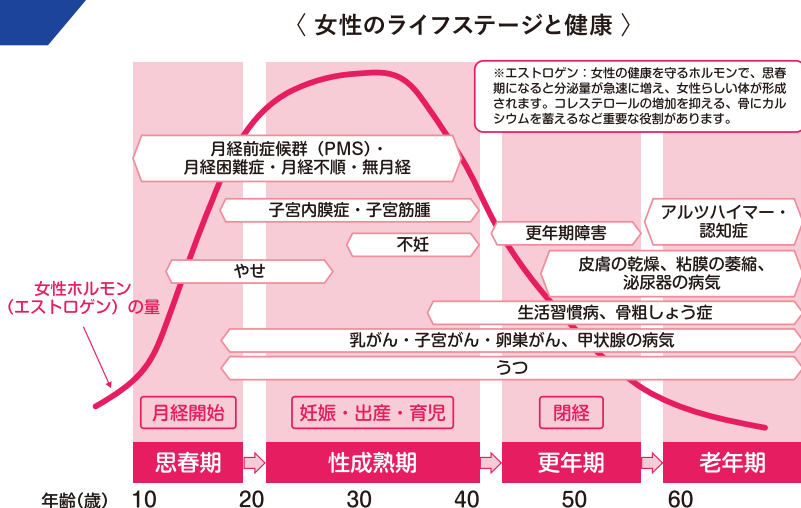 〈 女性のライフステージと健康 〉
※エストロゲン：女性の健康を守るホルモンで、思春
期になると分泌量が急速に増え、女性らしい体が形成
されます。コレステロールの増加を抑える、骨にカル
シウムを蓄えるなど重要な役割があります。
月経前症候群（PMS）・
月経困難症・月経不順・無月経
子宮内膜症・子宮筋腫
アルツハイマー・
認知症
更年期障害
不妊
やせ
皮膚の乾燥、粘膜の萎縮、
泌尿器の病気
女性ホルモン
（エストロゲン）の量
生活習慣病、骨粗しょう症
乳がん・子宮がん・卵巣がん、甲状腺の病気
うつ
月経開始
妊娠・出産・育児
閉経
思春期
性成熟期
更年期
老年期
年齢(歳) 10 20 30 40 50 60